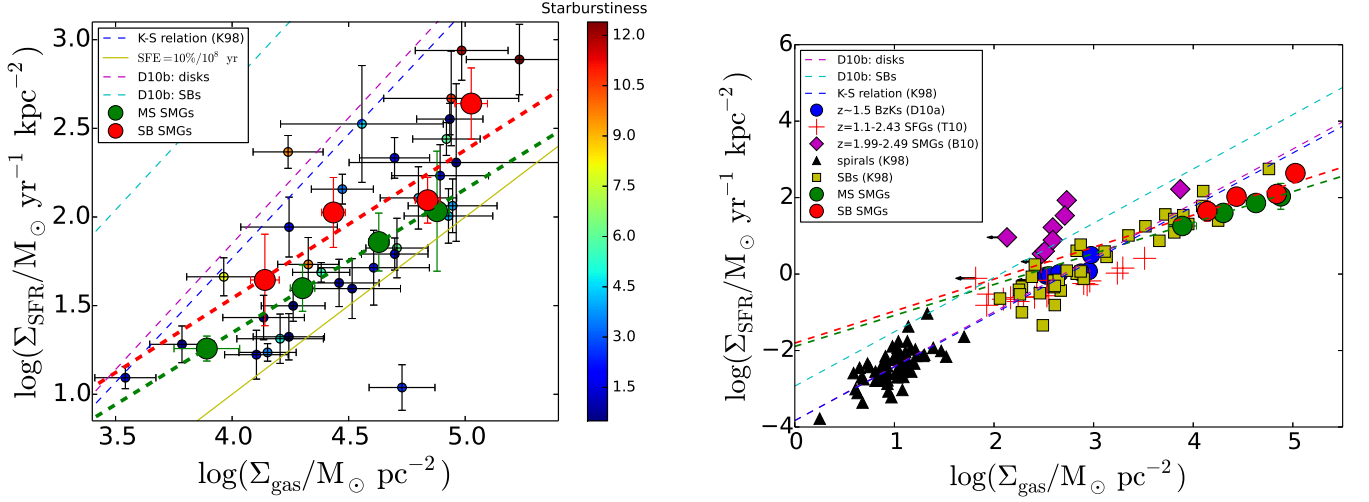 Starburstiness
K-S relation (K98)
SFE=10%/10⁸ yr
D10b: disks
D10b: SBs
MS SMGs
SB SMGs
3.0
2.5
2.0
1.5
1.0
3.5
4.0
4.5
5.0
log(Σ_SFR/M_⊙ yr⁻¹ kpc⁻²)
log(Σ_gas/M_⊙ pc⁻²)
12.0
10.5
9.0
7.5
6.0
4.5
3.0
1.5
D10b: disks
D10b: SBs
K-S relation (K98)
z~1.5 BzKs (D10a)
z=1.1-2.43 SFGs (T10)
z=1.99-2.49 SMGs (B10)
spirals (K98)
SBs (K98)
MS SMGs
SB SMGs
6
4
2
0
−2
−4
0
1
2
3
4
5
log(Σ_SFR/M_⊙ yr⁻¹ kpc⁻²)
log(Σ_gas/M_⊙ pc⁻²)